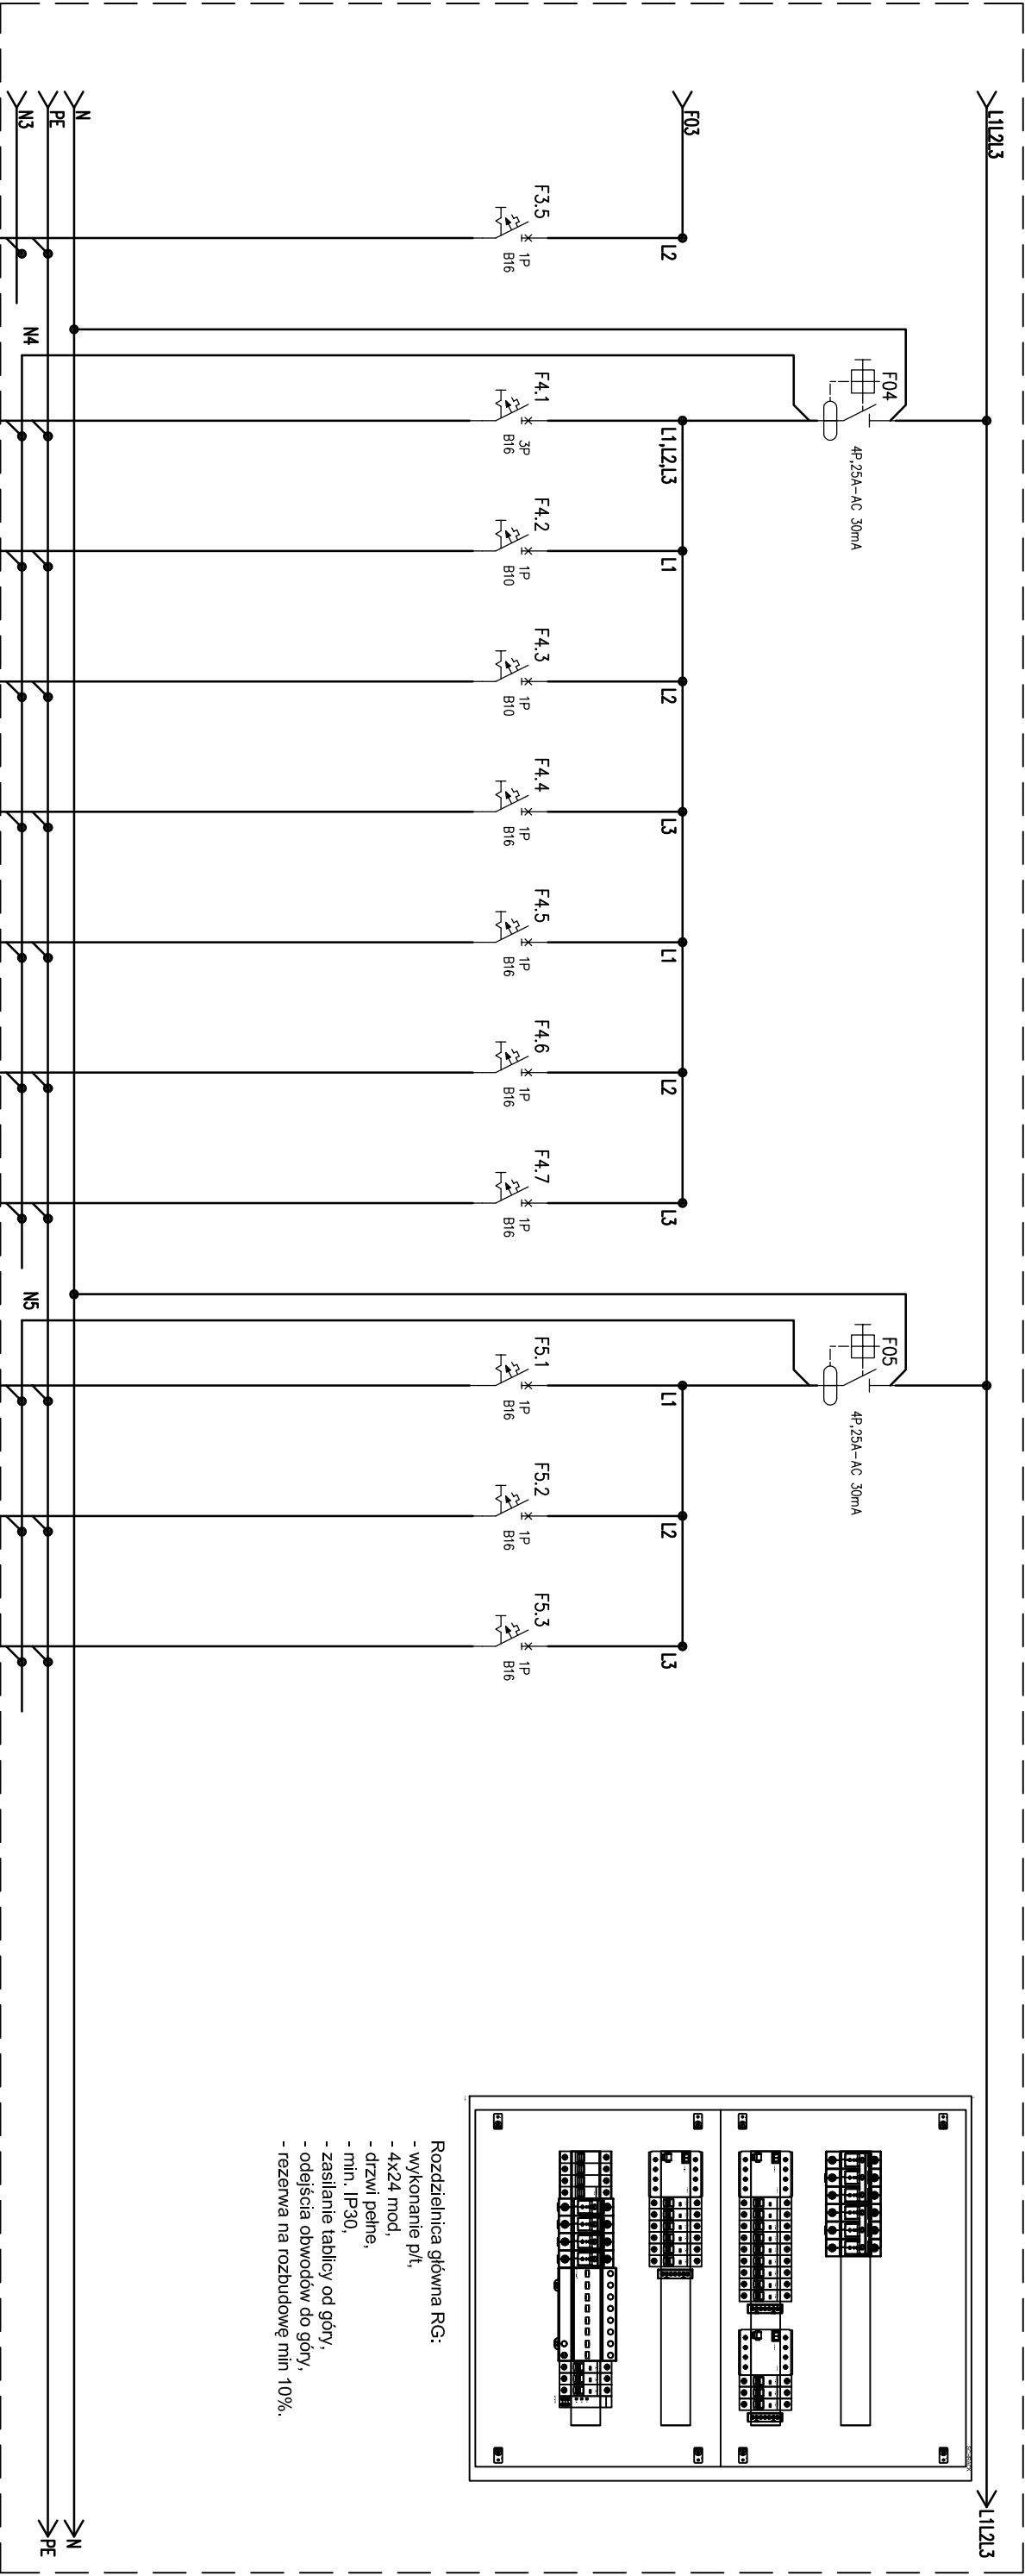 L1L2L3
F03
N
PE
N3
F3.5
1P
B16
L2
N4
F04
4P,25A-AC 30mA
L1,L2,L3
F4.1
3P
B16
F4.2
1P
B10
L1
F4.3
1P
B10
L2
F4.4
1P
B16
L3
F4.5
1P
B16
L1
F4.6
1P
B16
L2
F4.7
1P
B16
L3
N5
F05
4P,25A-AC 30mA
F5.1
1P
B16
L1
F5.2
1P
B16
L2
F5.3
1P
B16
L3
Rozdzielnica główna RG:
- wykonanie p/t,
- 4x24 mod,
- drzwi pełne,
- min. IP30,
- zasilanie tablicy od góry,
- odejścia obwodów do góry,
- rezerwa na rozbudowę min 10%.
L1L2L3
N
PE